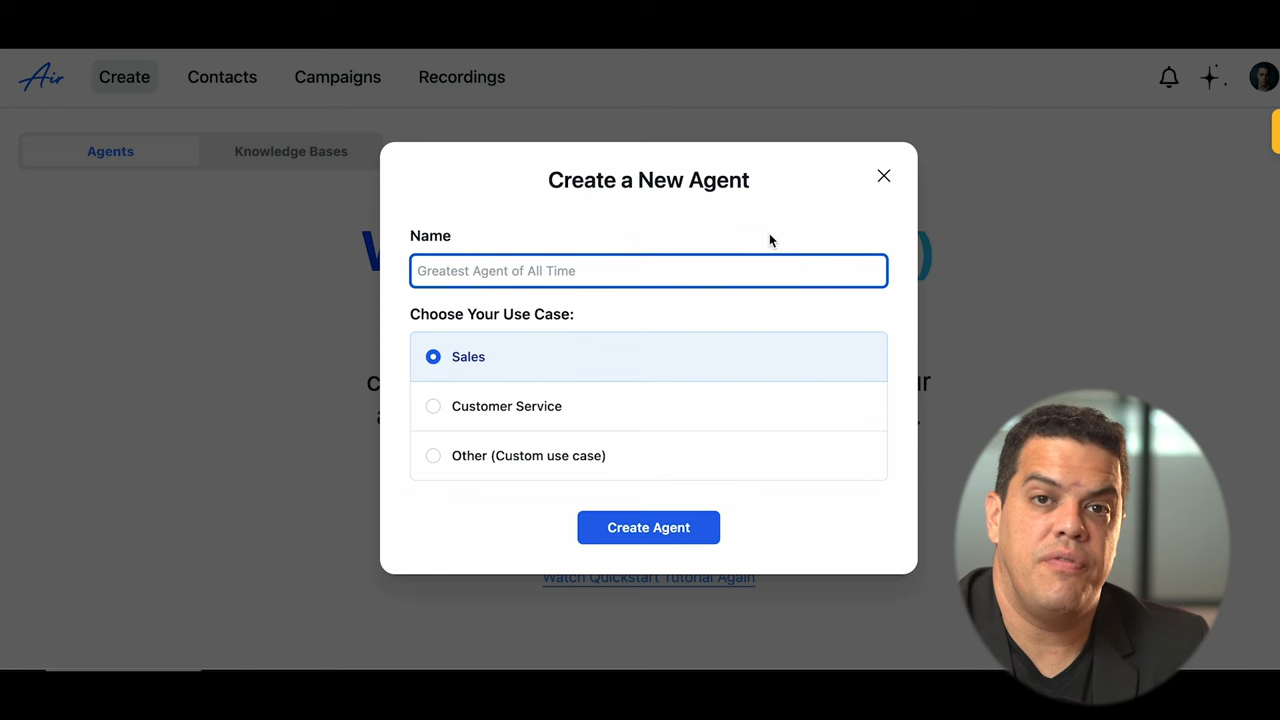 Air
Create
Contacts
Campaigns
Recordings
Agents
Knowledge Bases
Create a New Agent
Name
Greatest Agent of All Time
Choose Your Use Case:
Sales
Customer Service
Other (Custom use case)
Create Agent
Watch Quickstart Tutorial Again